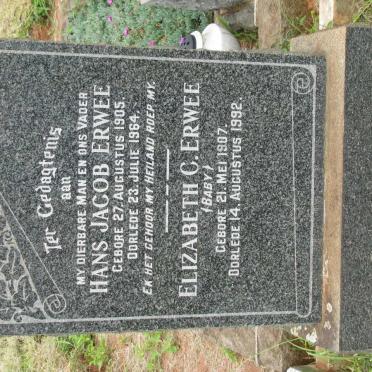 Ter Gedagtenis
aan
MY DIERBARE MAN EN ONS VADER
HANS JACOB ERWEE
GEBORE 27. AUGUSTUS 1905.
OORLEDE 23. JULIE 1964.
EK HET GEHOOR MY HEILAND ROEP MY.
ELIZABETH C. ERWEE
(BABY)
GEBORE 21. MEI 1907.
OORLEDE 14. AUGUSTUS 1992.